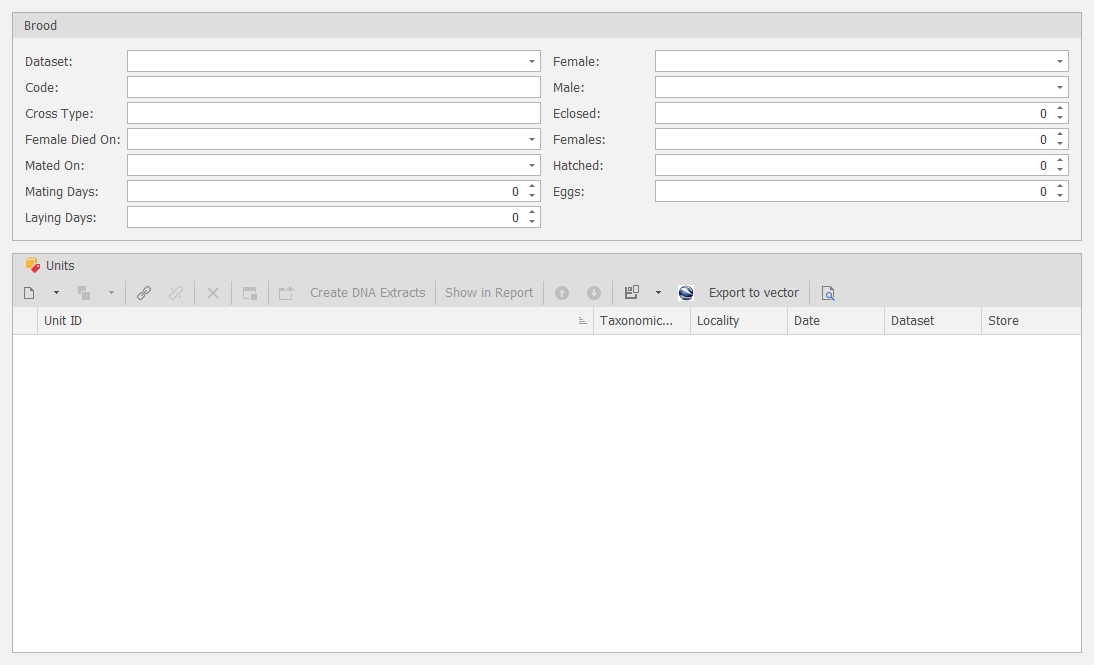 Brood
Dataset:
Code:
Cross Type:
Female Died On:
Mated On:
Mating Days: 0
Laying Days: 0
Female:
Male:
Eclosed: 0
Females: 0
Hatched: 0
Eggs: 0
Units
Create DNA Extracts Show in Report Export to vector
Unit ID Taxonomic... Locality Date Dataset Store